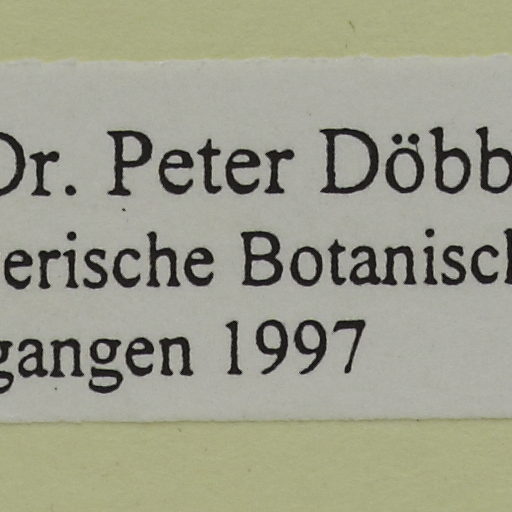 Dr. Peter Döbb
erische Botanisch
gangen 1997